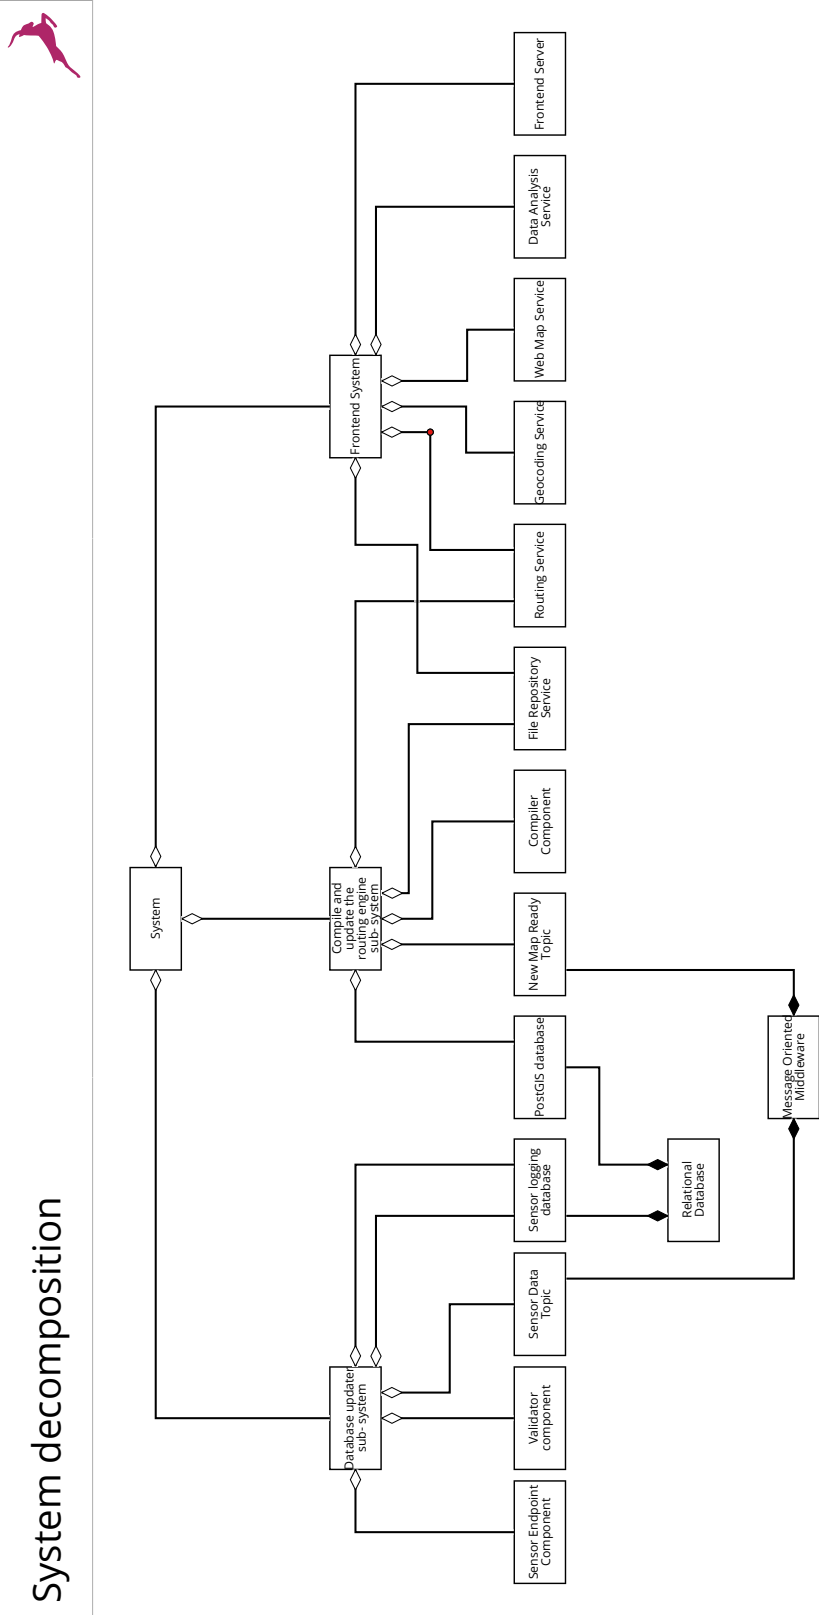 System decomposition
System
Database updater
sub- system
Compile and
update the
routing engine
sub- system
Frontend System
Sensor Endpoint
Component
Validator
component
Sensor Data
Topic
Sensor logging
database
PostGIS database
New Map Ready
Topic
Compiler
Component
File Repository
Service
Routing Service
Geocoding Service
Web Map Service
Data Analysis
Service
Frontend Server
Relational
Database
Message Oriented
Middleware